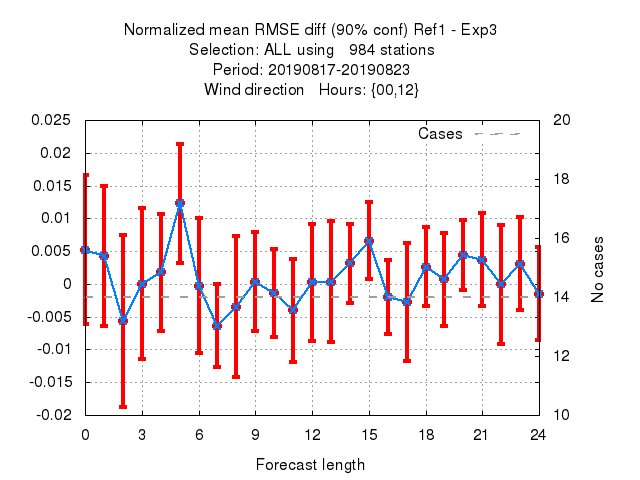 Normalized mean RMSE diff (90% conf) Ref1 - Exp3
Selection: ALL using   984 stations
Period: 20190817-20190823
Wind direction   Hours: {00,12}
Cases
0.025
0.02
0.015
0.01
0.005
0
-0.005
-0.01
-0.015
-0.02
20
18
16
14
12
10
No cases
0 3 6 9 12 15 18 21 24
Forecast length